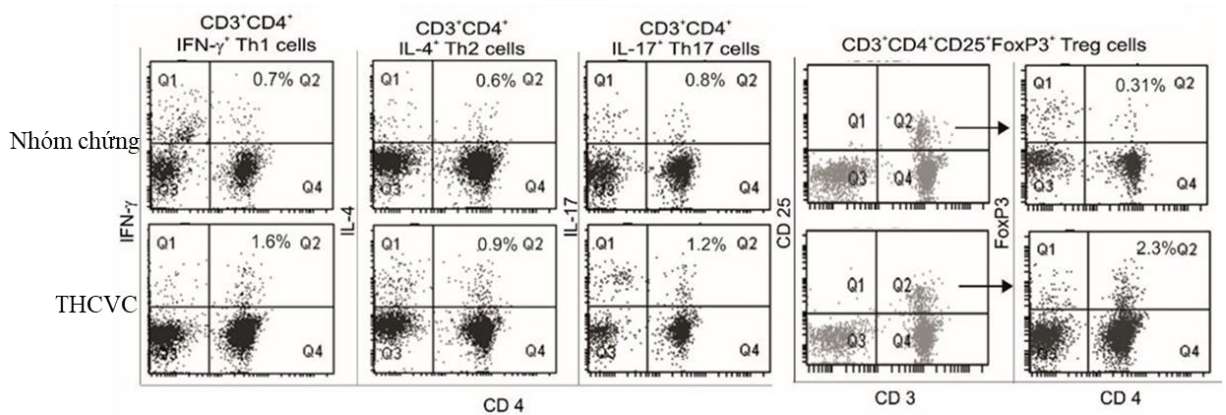 CD3⁺CD4⁺
IFN-γ⁺ Th1 cells
CD3⁺CD4⁺
IL-4⁺ Th2 cells
CD3⁺CD4⁺
IL-17⁺ Th17 cells
CD3⁺CD4⁺CD25⁺FoxP3⁺ Treg cells
Nhóm chứng
IFN-γ
Q1
0.7% Q2
Q3
Q4
IL-4
Q1
0.6% Q2
Q3
Q4
IL-17
Q1
0.8% Q2
Q3
Q4
CD 25
Q1
Q2
Q3
Q4
FoxP3
Q1
0.31% Q2
Q3
Q4
THCVC
Q1
1.6% Q2
Q3
Q4
Q1
0.9% Q2
Q3
Q4
Q1
1.2% Q2
Q3
Q4
Q1
Q2
Q3
Q4
Q1
2.3%Q2
Q3
Q4
CD 4
CD 3
CD 4